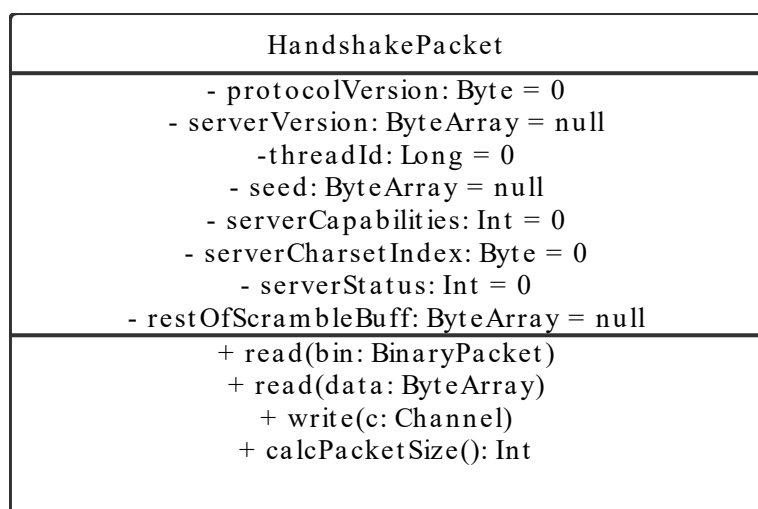 HandshakePacket
- protocolVersion: Byte = 0
- serverVersion: ByteArray = null
-threadId: Long = 0
- seed: ByteArray = null
- serverCapabilities: Int = 0
- serverCharsetIndex: Byte = 0
- serverStatus: Int = 0
- restOfScrambleBuff: ByteArray = null
+ read(bin: BinaryPacket)
+ read(data: ByteArray)
+ write(c: Channel)
+ calcPacketSize(): Int